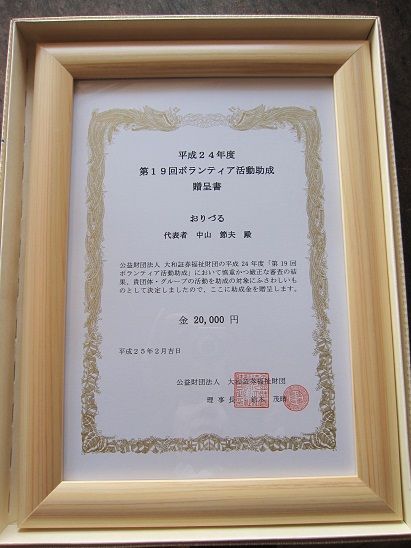 平成２４年度
第１９回ボランティア活動助成
贈呈書
おりづる
代表者　中山　節夫　殿
公益財団法人 大和証券福祉財団の平成 24 年度「第 19 回
ボランティア活動助成」において慎重かつ厳正な審査の結
果、貴団体・グループの活動を助成の対象にふさわしいもの
として決定しましたので、ここに助成金を贈呈します。
金 20,000 円
平成２５年２月吉日
公益財団法人　大和証券福祉財団
理 事 長　鈴木　茂晴